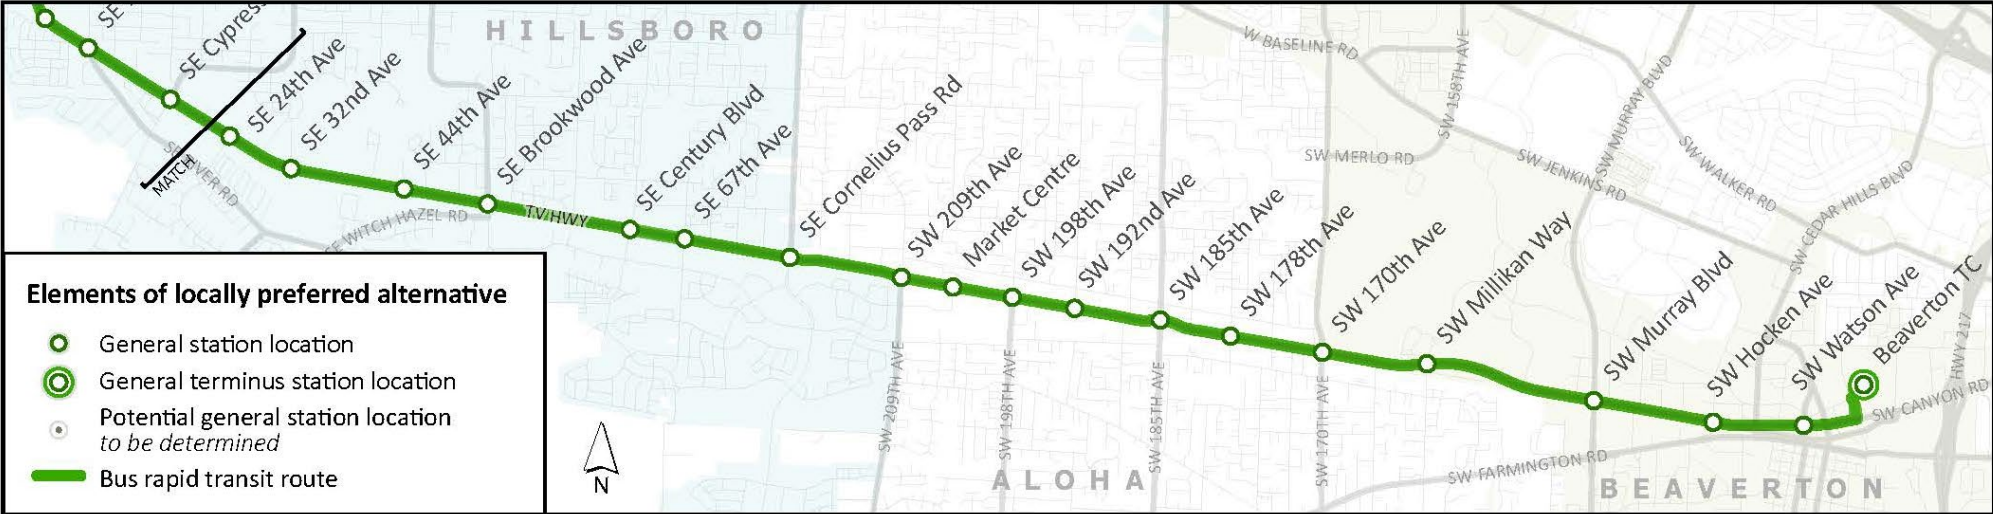 SE
SE Cypress
HILLSBORO
SE 24th Ave
SE 32nd Ave
SE 44th Ave
SE Brookwood Ave
SE Century Blvd
SE 67th Ave
SE Cornelius Pass Rd
SW 209th Ave
Market Centre
SW 198th Ave
SW 192nd Ave
SW 185th Ave
SW 178th Ave
SW 170th Ave
SW Millikan Way
SW Murray Blvd
SW Hocken Ave
SW Watson Ave
Beaverton TC
MATCH
RIVER RD
WITCH HAZEL RD
TV HWY
W BASELINE RD
SW 158TH AVE
SW MERLO RD
SW JENKINS RD
SW MURRAY BLVD
SW WALKER RD
SW CEDAR HILLS BLVD
HWY 217
SW CANYON RD
SW FARMINGTON RD
SW 209TH AVE
SW 198TH AVE
SW 185TH AVE
SW 170TH AVE
ALOHA
BEAVERTON
Elements of locally preferred alternative
General station location
General terminus station location
Potential general station location
to be determined
Bus rapid transit route
N